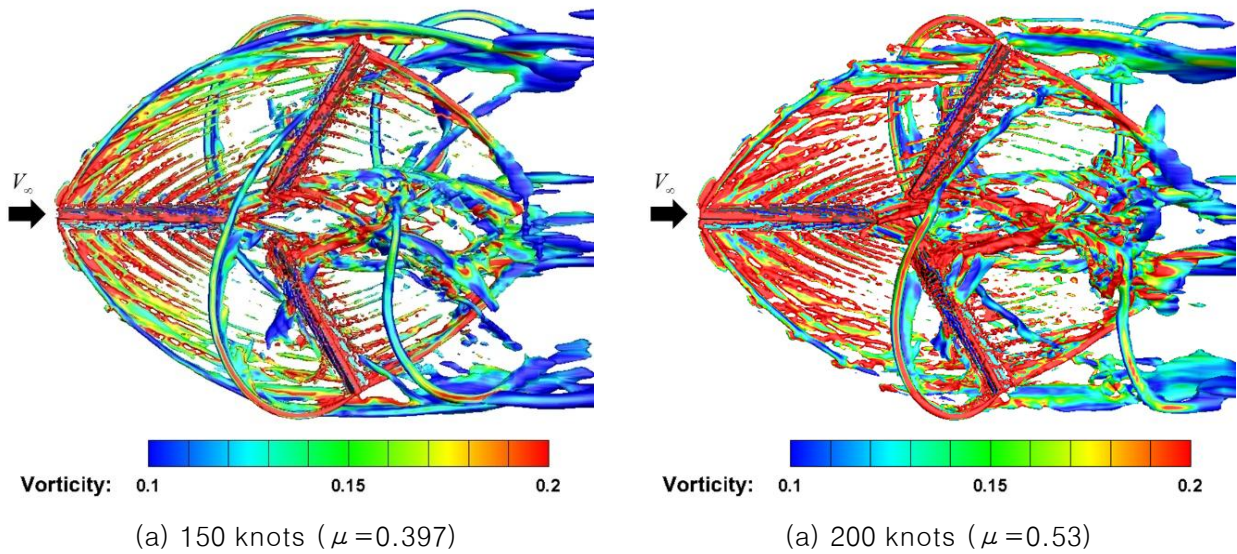 V∞
V∞
Vorticity: 0.1 0.15 0.2
Vorticity: 0.1 0.15 0.2
(a) 150 knots (μ=0.397)
(a) 200 knots (μ=0.53)